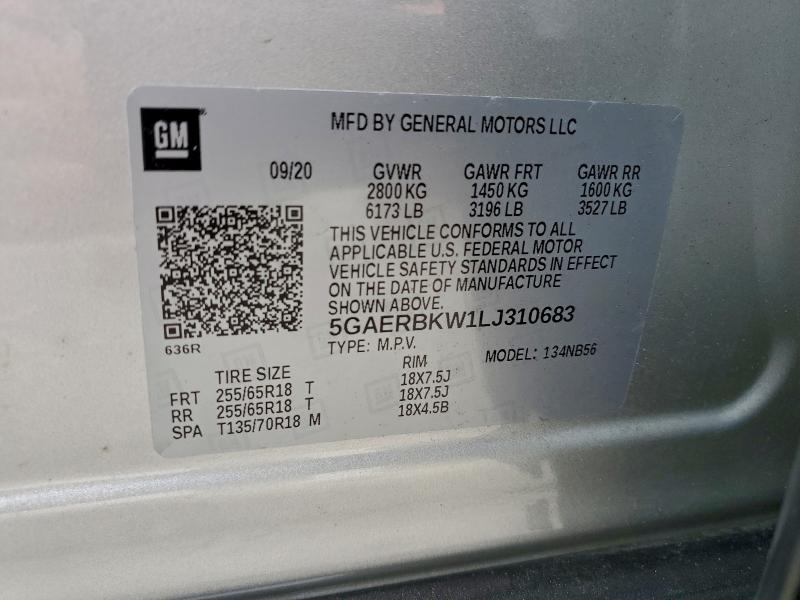 GM
MFD BY GENERAL MOTORS LLC
09/20 GVWR GAWR FRT GAWR RR
2800 KG 1450 KG 1600 KG
6173 LB 3196 LB 3527 LB
THIS VEHICLE CONFORMS TO ALL
APPLICABLE U.S. FEDERAL MOTOR
VEHICLE SAFETY STANDARDS IN EFFECT
ON THE DATE OF MANUFACTURE
SHOWN ABOVE.
5GAERBKW1LJ310683
636R
TYPE: M.P.V. MODEL: 134NB56
TIRE SIZE RIM
FRT 255/65R18 T 18X7.5J
RR 255/65R18 T 18X7.5J
SPA T135/70R18 M 18X4.5B